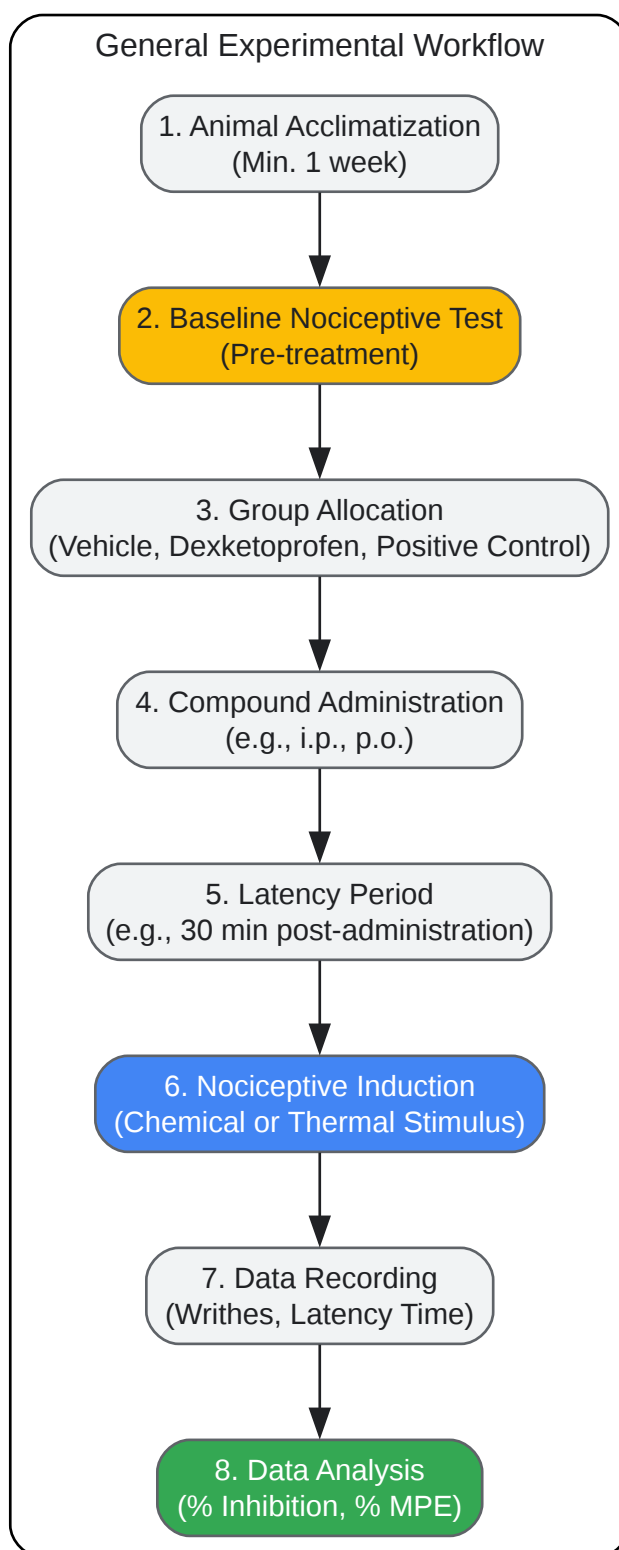 General Experimental Workflow
1. Animal Acclimatization
(Min. 1 week)
2. Baseline Nociceptive Test
(Pre-treatment)
3. Group Allocation
(Vehicle, Dexketoprofen, Positive Control)
4. Compound Administration
(e.g., i.p., p.o.)
5. Latency Period
(e.g., 30 min post-administration)
6. Nociceptive Induction
(Chemical or Thermal Stimulus)
7. Data Recording
(Writhes, Latency Time)
8. Data Analysis
(% Inhibition, % MPE)